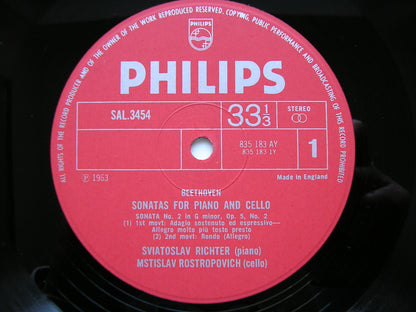 ALL RIGHTS OF THE RECORD PRODUCER AND OF THE OWNER OF THE WORK REPRODUCED RESERVED. COPYING, PUBLIC PERFORMANCE AND BROADCASTING OF THIS RECORD PROHIBITED
PHILIPS
PHILIPS
SAL.3454
33 1/3
STEREO
835 183 AY
835 183 1Y
1
℗ 1963
Made in England
BEETHOVEN
SONATAS FOR PIANO AND CELLO
SONATA No. 2 in G minor, Op. 5, No. 2
(1) 1st movt: Adagio sostenuto ed espressivo—
Allegro molto più tosto presto
(2) 2nd movt: Rondo (Allegro)
SVIATOSLAV RICHTER (piano)
MSTISLAV ROSTROPOVICH (cello)